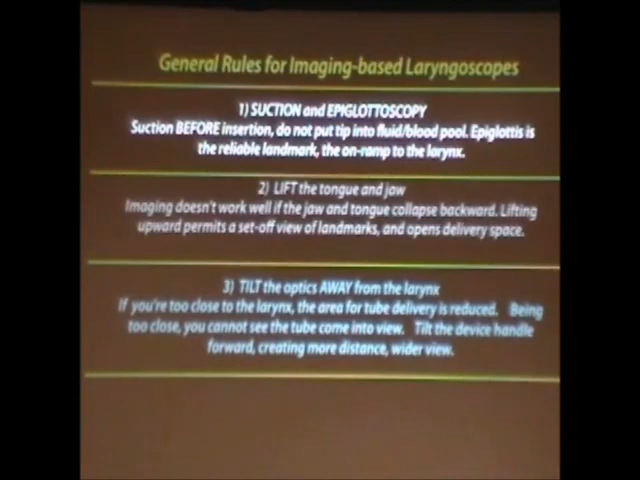 General Rules for Imaging-based Laryngoscopes
1) SUCTION and EPIGLOTTOSCOPY
Suction BEFORE insertion, do not put tip into fluid/blood pool. Epiglottis is
the reliable landmark, the on-ramp to the larynx.
2) LIFT the tongue and jaw
Imaging doesn't work well if the jaw and tongue collapse backward. Lifting
upward permits a set-off view of landmarks, and opens delivery space.
3) TILT the optics AWAY from the larynx
If you're too close to the larynx, the area for tube delivery is reduced. Being
too close, you cannot see the tube come into view. Tilt the device handle
forward, creating more distance, wider view.